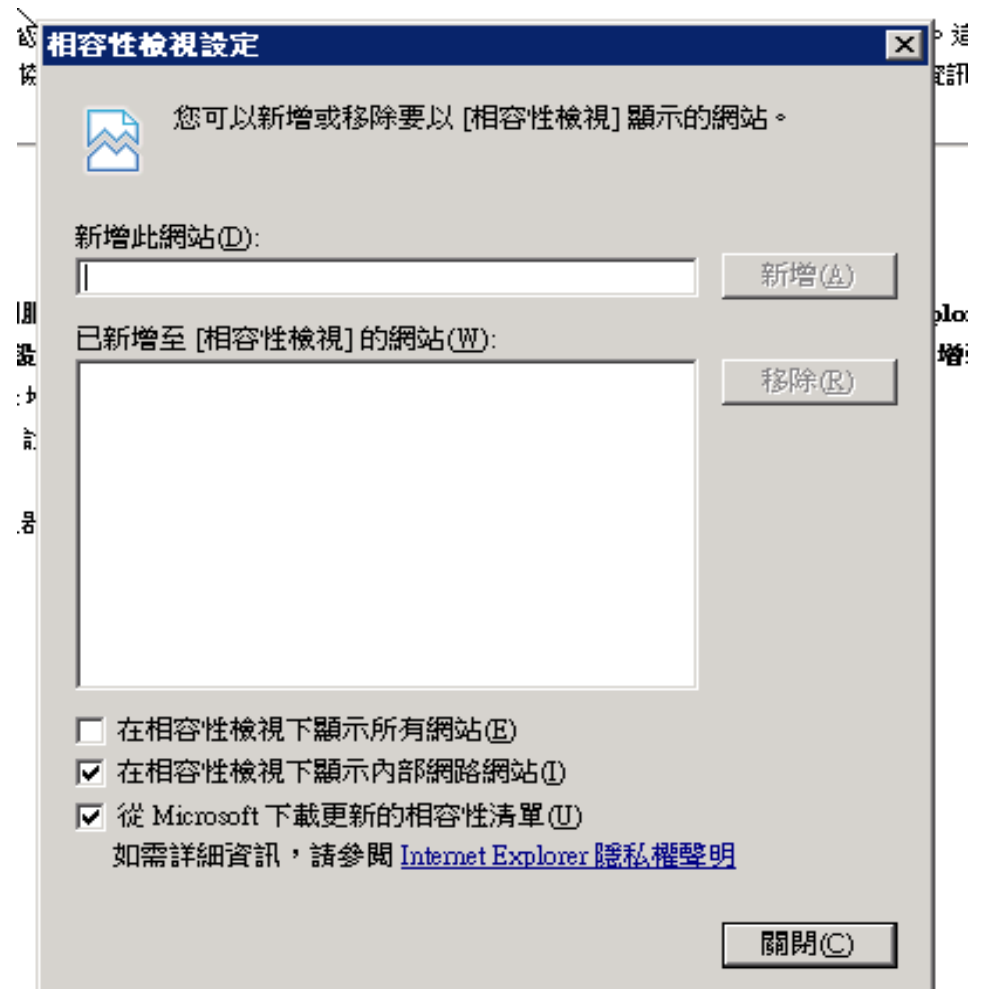 相容性檢視設定
您可以新增或移除要以 [相容性檢視] 顯示的網站。
新增此網站(D):
新增(A)
已新增至 [相容性檢視] 的網站(W):
移除(R)
在相容性檢視下顯示所有網站(E)
在相容性檢視下顯示內部網路網站(I)
從 Microsoft 下載更新的相容性清單(U)
如需詳細資訊，請參閱 Internet Explorer 隱私權聲明
關閉(C)